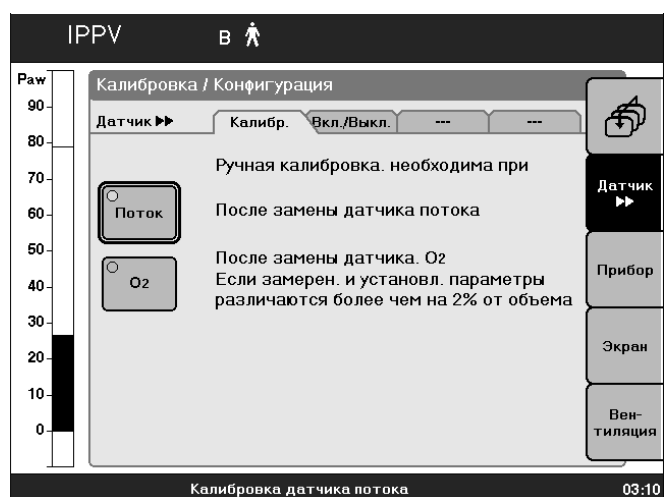 IPPV В
Paw
90
80
70
60
50
40
30
20
10
0
Калибровка / Конфигурация
Датчик▶▶ Калибр. Вкл./Выкл. --- ---
Ручная калибровка. необходима при
Поток После замены датчика потока
После замены датчика. O2
O2 Если замерен. и установл. параметры
различаются более чем на 2% от объема
Датчик
▶▶
Прибор
Экран
Вен-
тиляция
Калибровка датчика потока 03:10